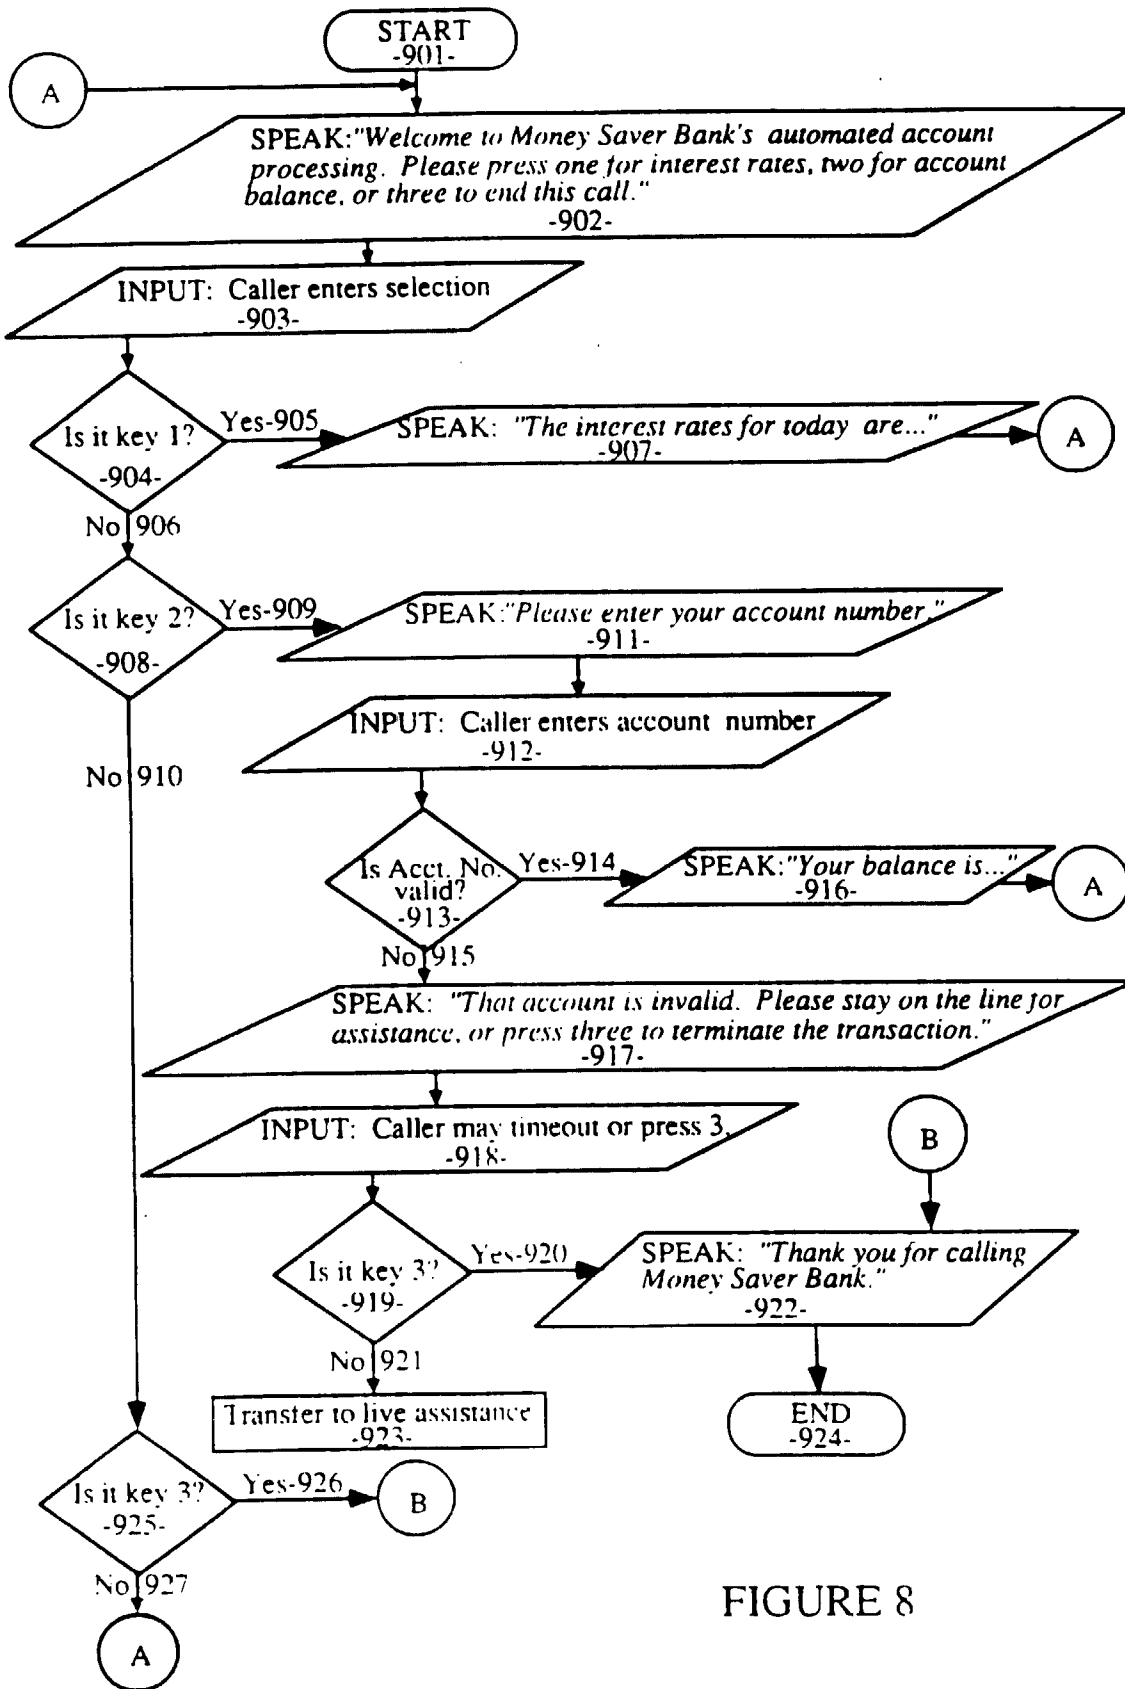 START
-901-
A
SPEAK:"Welcome to Money Saver Bank's automated account
processing. Please press one for interest rates, two for account
balance, or three to end this call."
-902-
INPUT: Caller enters selection
-903-
Is it key 1?
-904-
Yes-905
SPEAK: "The interest rates for today are..."
-907-
A
No 906
Is it key 2?
-908-
Yes-909
SPEAK:"Please enter your account number."
-911-
INPUT: Caller enters account number
-912-
No 910
Is Acct. No.
valid?
-913-
Yes-914
SPEAK:"Your balance is..."
-916-
A
No 915
SPEAK: "That account is invalid. Please stay on the line for
assistance, or press three to terminate the transaction."
-917-
INPUT: Caller may timeout or press 3.
-918-
B
Is it key 3?
-919-
Yes-920
SPEAK: "Thank you for calling
Money Saver Bank."
-922-
No 921
Transfer to live assistance
-923-
END
-924-
Is it key 3?
-925-
Yes-926
B
No 927
A
FIGURE 8